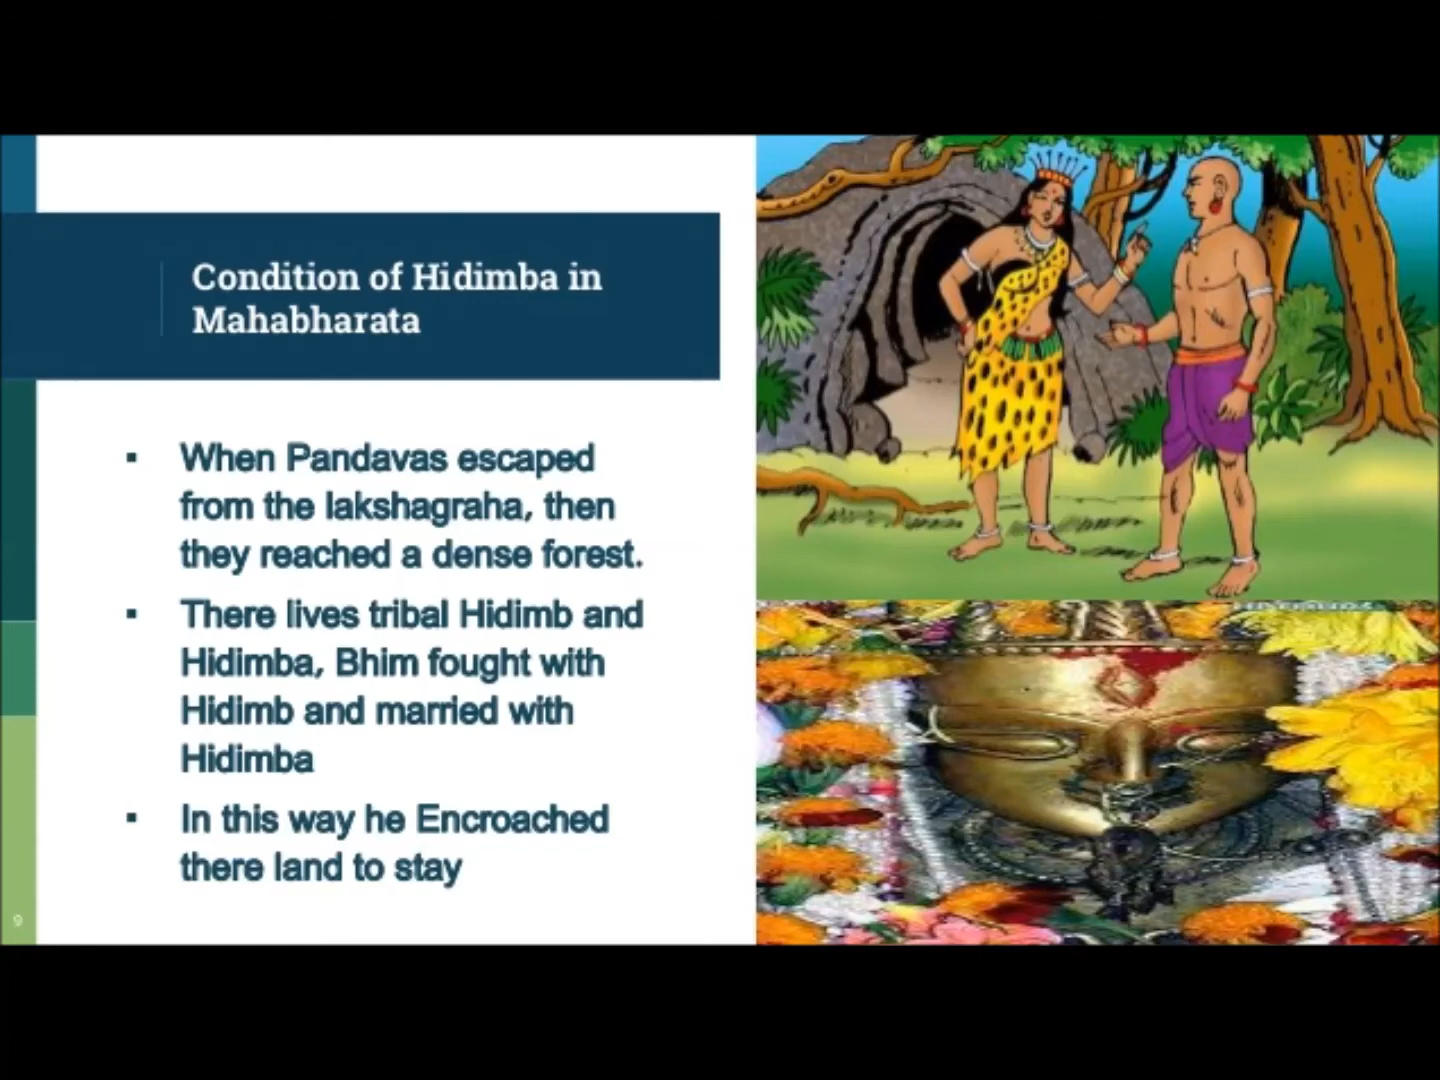 Condition of Hidimba in
Mahabharata
▪ When Pandavas escaped
from the lakshagraha, then
they reached a dense forest.
▪ There lives tribal Hidimb and
Hidimba, Bhim fought with
Hidimb and married with
Hidimba
▪ In this way he Encroached
there land to stay
9